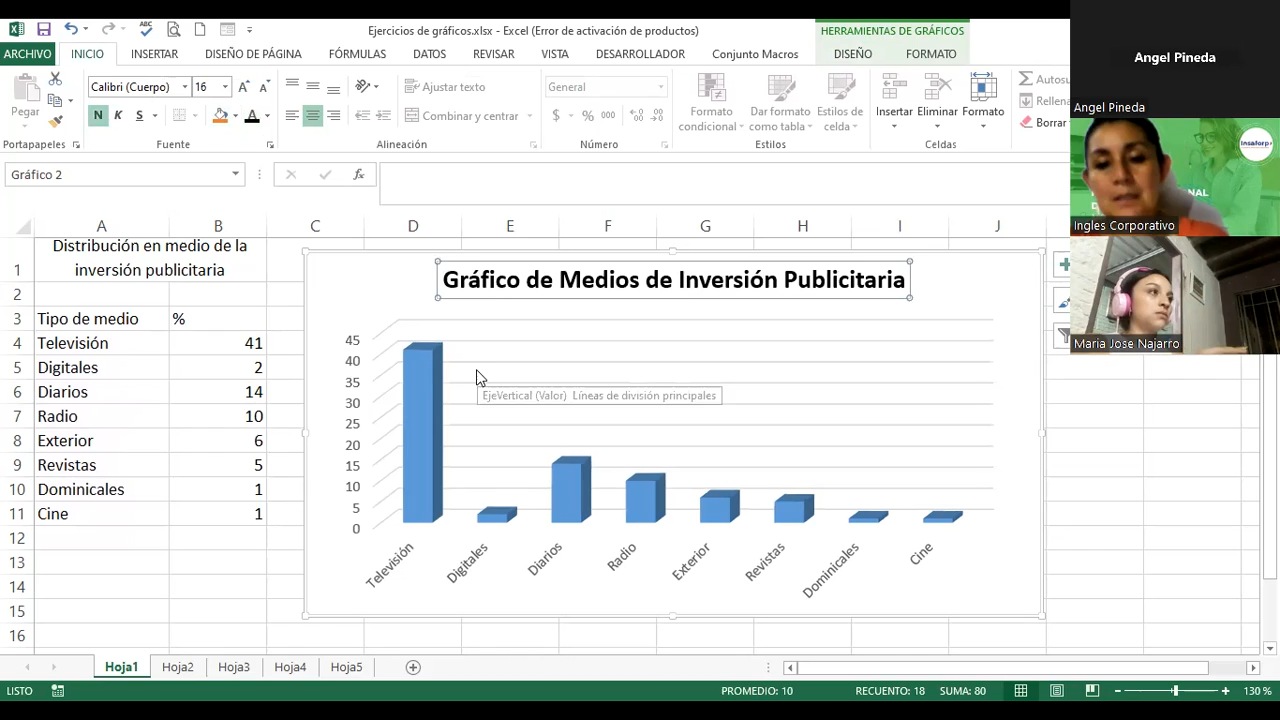 Ejercicios de gráficos.xlsx - Excel (Error de activación de productos)
HERRAMIENTAS DE GRÁFICOS
ARCHIVO INICIO INSERTAR DISEÑO DE PÁGINA FÓRMULAS DATOS REVISAR VISTA DESARROLLADOR Conjunto Macros DISEÑO FORMATO
Pegar
Calibri (Cuerpo) 16
N K S
Ajustar texto
Combinar y centrar
General
$ % 000
Formato condicional
Dar formato como tabla
Estilos de celda
Insertar Eliminar Formato
Autosu
Rellena
Borrar
Portapapeles Fuente Alineación Número Estilos Celdas
Gráfico 2
fx
A B C D E F G H I J
1 Distribución en medio de la
inversión publicitaria
2
3 Tipo de medio %
4 Televisión 41
5 Digitales 2
6 Diarios 14
7 Radio 10
8 Exterior 6
9 Revistas 5
10 Dominicales 1
11 Cine 1
12
13
14
15
16
Gráfico de Medios de Inversión Publicitaria
45
40
35
30
25
20
15
10
5
0
EjeVertical (Valor) Líneas de división principales
Televisión Digitales Diarios Radio Exterior Revistas Dominicales Cine
Hoja1 Hoja2 Hoja3 Hoja4 Hoja5
LISTO
PROMEDIO: 10 RECUENTO: 18 SUMA: 80
130 %
Angel Pineda
Angel Pineda
Insaforp
NAL
Ingles Corporativo
Maria Jose Najarro